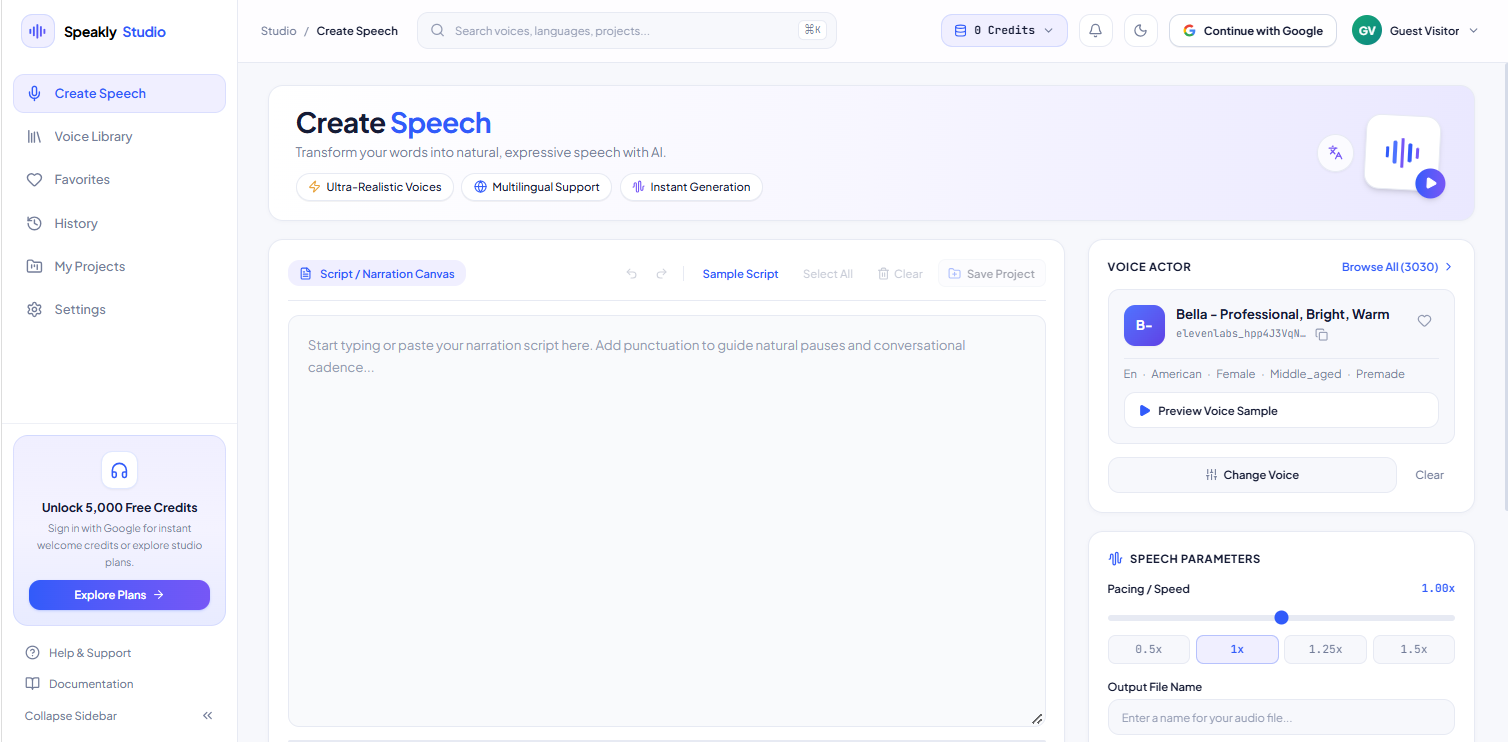 Speakly Studio
Create Speech
Voice Library
Favorites
History
My Projects
Settings
Unlock 5,000 Free Credits
Sign in with Google for instant
welcome credits or explore studio
plans.
Explore Plans →
Help & Support
Documentation
Collapse Sidebar
Studio / Create Speech
Search voices, languages, projects...
⌘K
0 Credits
Continue with Google
GV
Guest Visitor
Create Speech
Transform your words into natural, expressive speech with AI.
Ultra-Realistic Voices
Multilingual Support
Instant Generation
Script / Narration Canvas
Sample Script
Select All
Clear
Save Project
Start typing or paste your narration script here. Add punctuation to guide natural pauses and conversational
cadence...
VOICE ACTOR
Browse All (3030)
B-
Bella - Professional, Bright, Warm
elevenlabs_hpp4J3VqN…
En · American · Female · Middle_aged · Premade
Preview Voice Sample
Change Voice
Clear
SPEECH PARAMETERS
Pacing / Speed
1.00x
0.5x
1x
1.25x
1.5x
Output File Name
Enter a name for your audio file...